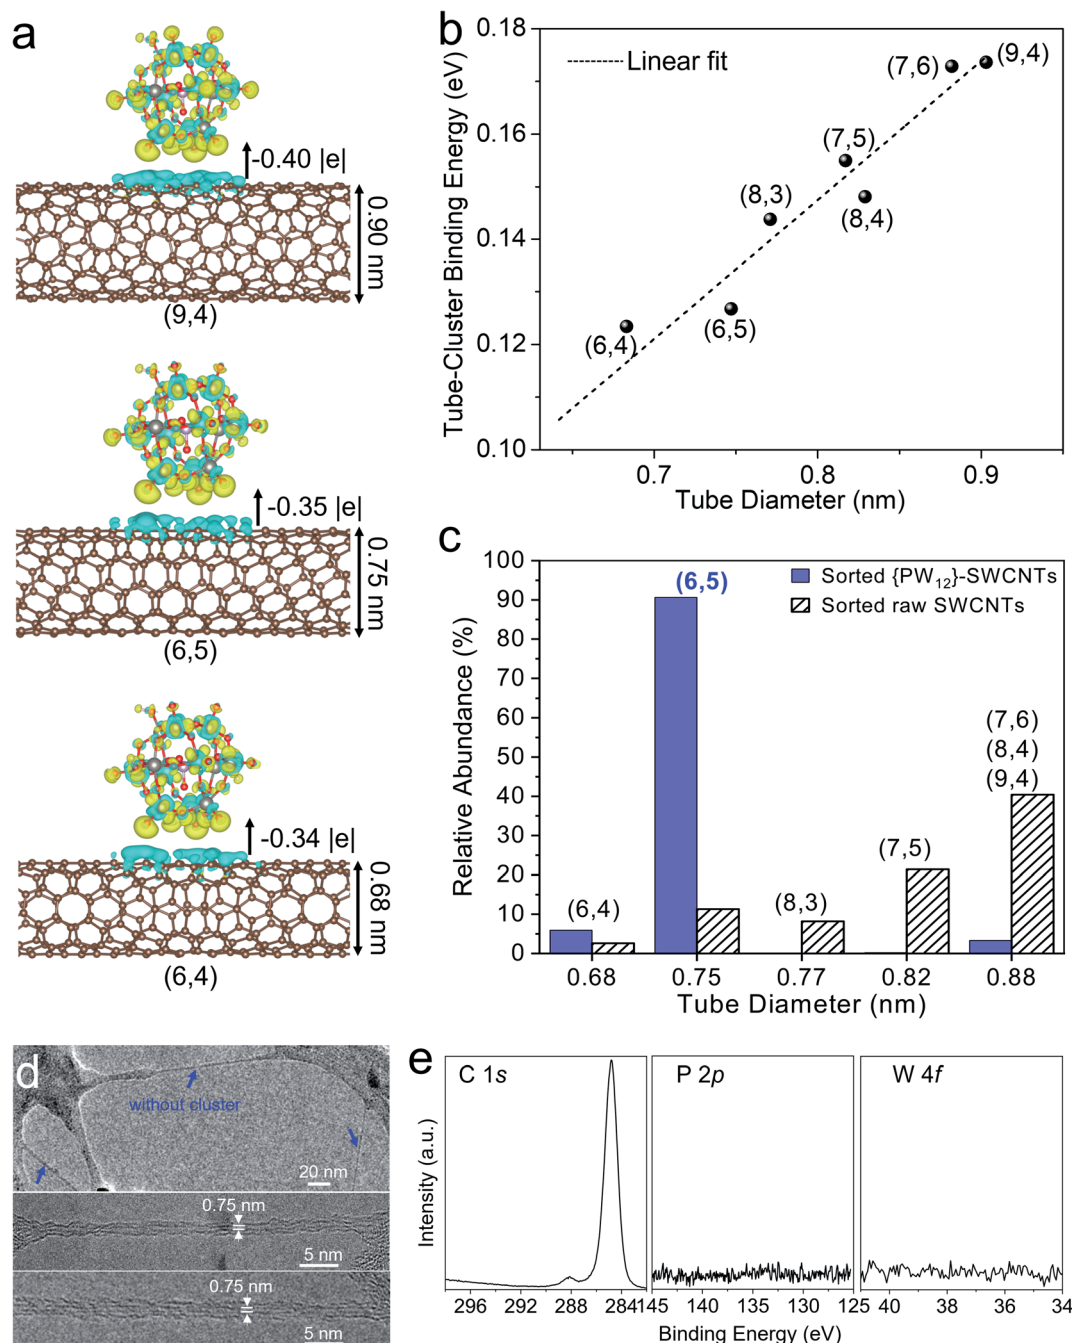 a
-0.40 |e|
0.90 nm
(9,4)
-0.35 |e|
0.75 nm
(6,5)
-0.34 |e|
0.68 nm
(6,4)
b
Tube-Cluster Binding Energy (eV)
0.18
0.16
0.14
0.12
0.10
Linear fit
(7,6)
(9,4)
(7,5)
(8,3)
(8,4)
(6,4)
(6,5)
0.7 0.8 0.9
Tube Diameter (nm)
c
Relative Abundance (%)
100
90
80
70
60
50
40
30
20
10
0
(6,5)
Sorted {PW12}-SWCNTs
Sorted raw SWCNTs
(7,6)
(8,4)
(9,4)
(7,5)
(6,4)
(8,3)
0.68 0.75 0.77 0.82 0.88
Tube Diameter (nm)
d
without cluster
20 nm
0.75 nm
5 nm
0.75 nm
5 nm
e
Intensity (a.u.)
C 1s
P 2p
W 4f
296 292 288 284
145 140 135 130 125
45 40 38 36 34
Binding Energy (eV)